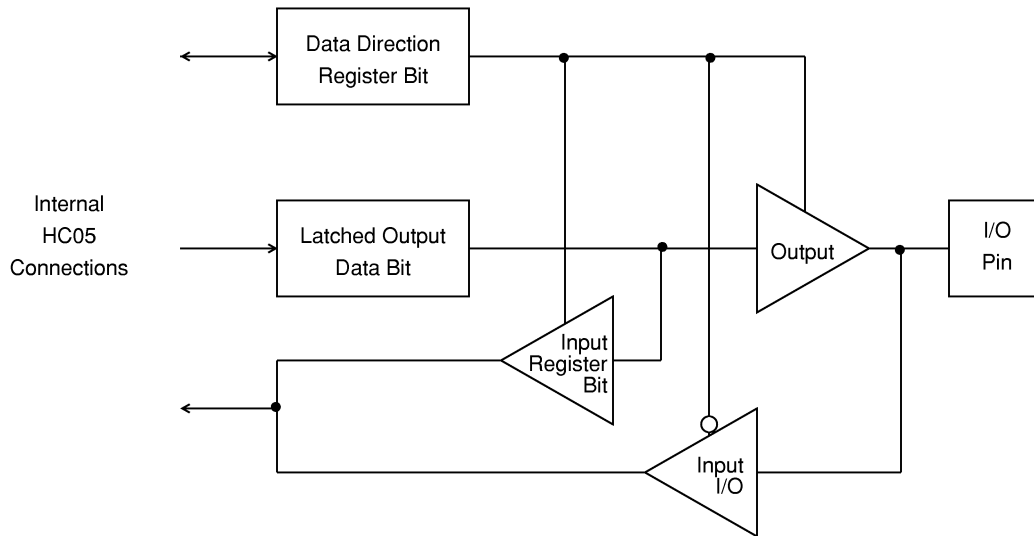 Data Direction
Register Bit
Internal
HC05
Connections
Latched Output
Data Bit
Output
I/O
Pin
Input
Register
Bit
Input
I/O